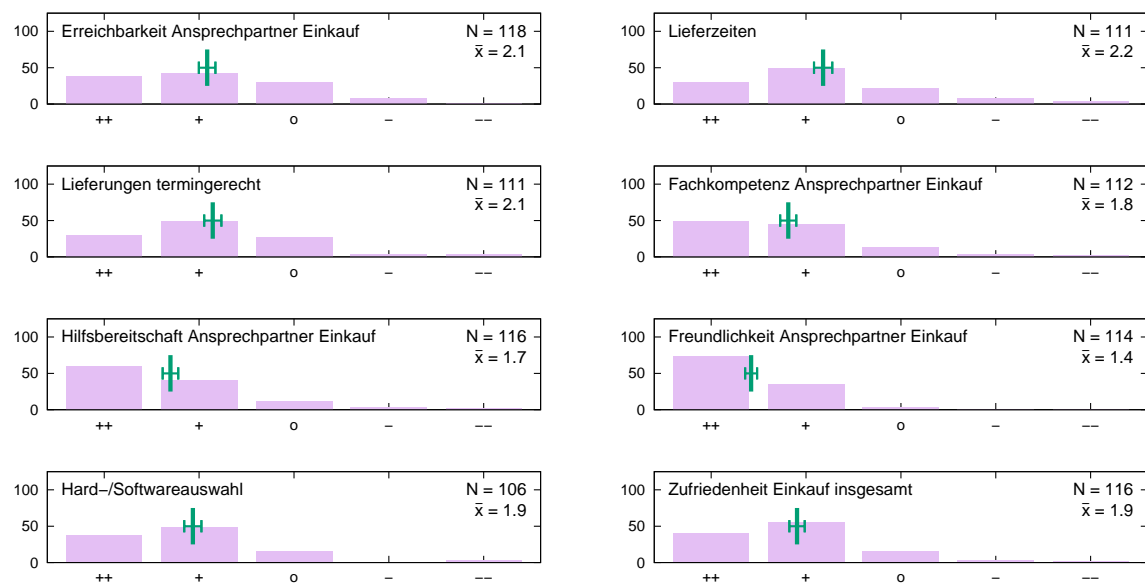 Erreichbarkeit Ansprechpartner Einkauf
N = 118
x̄ = 2.1
100
50
0
++ + o − −−
Lieferzeiten
N = 111
x̄ = 2.2
100
50
0
++ + o − −−
Lieferungen termingerecht
N = 111
x̄ = 2.1
100
50
0
++ + o − −−
Fachkompetenz Ansprechpartner Einkauf
N = 112
x̄ = 1.8
100
50
0
++ + o − −−
Hilfsbereitschaft Ansprechpartner Einkauf
N = 116
x̄ = 1.7
100
50
0
++ + o − −−
Freundlichkeit Ansprechpartner Einkauf
N = 114
x̄ = 1.4
100
50
0
++ + o − −−
Hard−/Softwareauswahl
N = 106
x̄ = 1.9
100
50
0
++ + o − −−
Zufriedenheit Einkauf insgesamt
N = 116
x̄ = 1.9
100
50
0
++ + o − −−